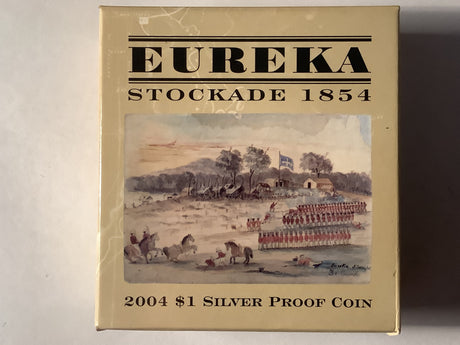 EUREKA
STOCKADE 1854
2004 $1 SILVER PROOF COIN